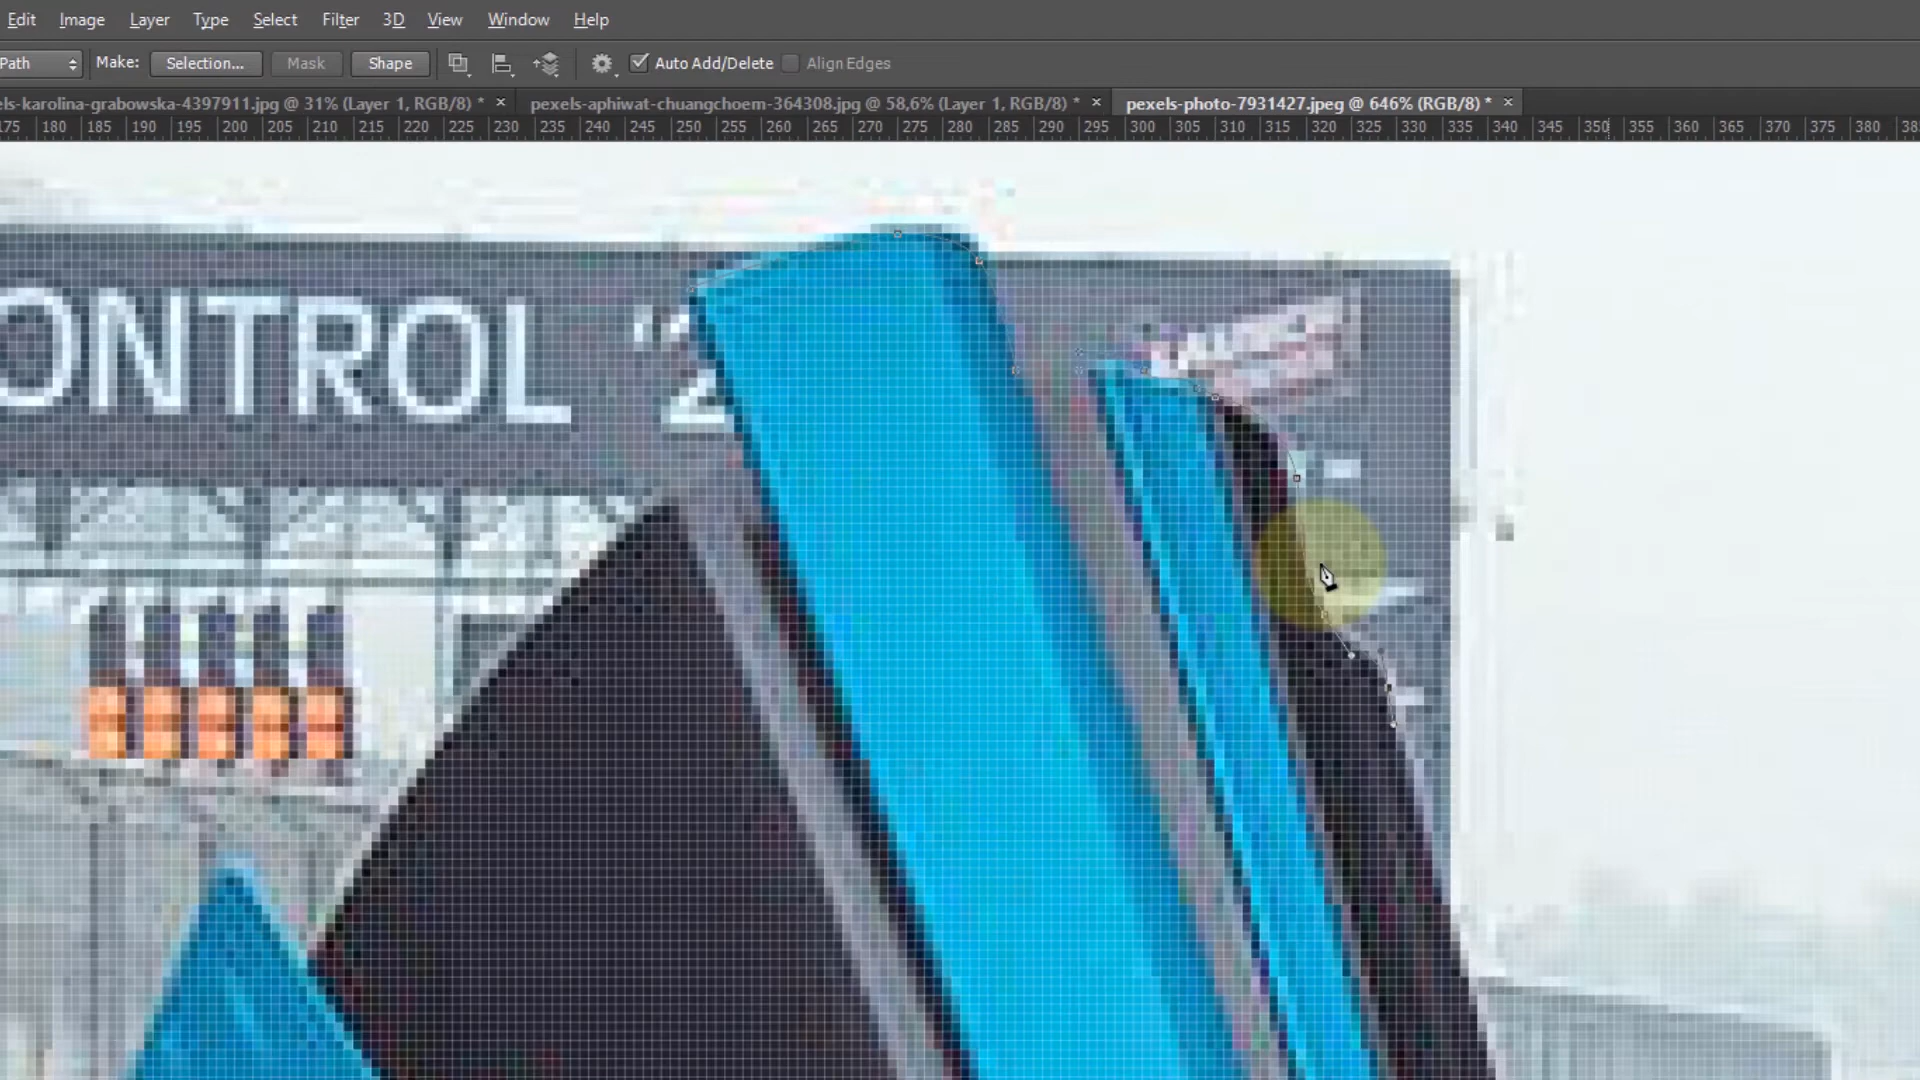 Edit Image Layer Type Select Filter 3D View Window Help
Path Make: Selection... Mask Shape Auto Add/Delete Align Edges
els-karolina-grabowska-4397911.jpg @ 31% (Layer 1, RGB/8) * × pexels-aphiwat-chuangchoem-364308.jpg @ 58,6% (Layer 1, RGB/8) * × pexels-photo-7931427.jpeg @ 646% (RGB/8) * ×
175 180 185 190 195 200 205 210 215 220 225 230 235 240 245 250 255 260 265 270 275 280 285 290 295 300 305 310 315 320 325 330 335 340 345 350 355 360 365 370 375 380 385
ONTROL "2